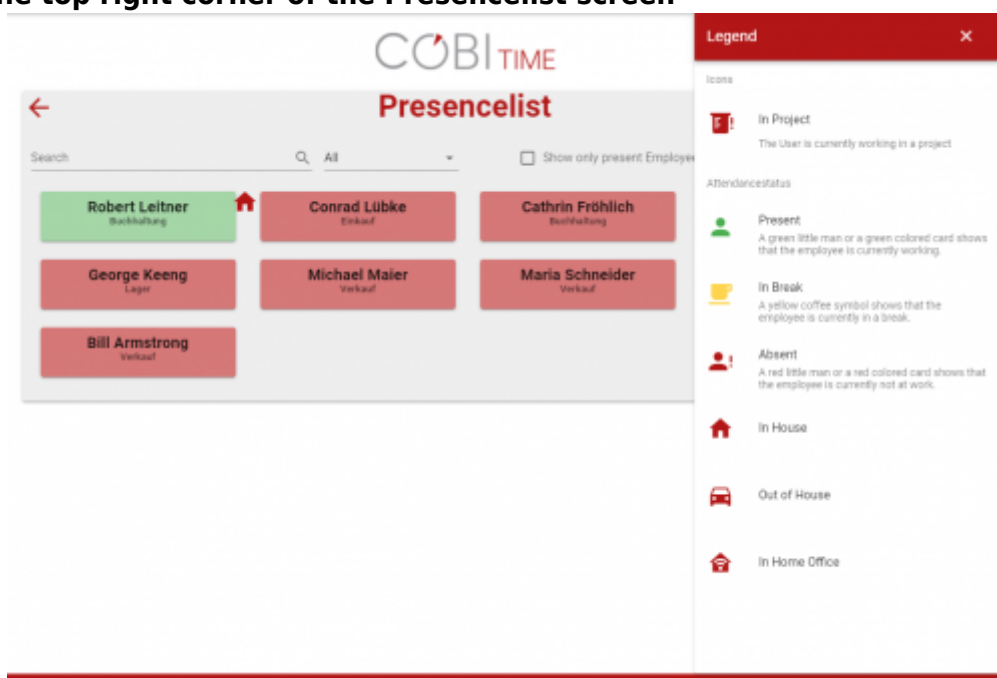 he top right corner of the Presencelist screen
COBI TIME
Presencelist
Search
All
Show only present Employe
Robert Leitner
Buchhaltung
Conrad Lübke
Einkauf
Cathrin Fröhlich
Buchhaltung
George Keeng
Lager
Michael Maier
Verkauf
Maria Schneider
Verkauf
Bill Armstrong
Verkauf
Legend
Icons
In Project
The User is currently working in a project
Attendancestatus
Present
A green little man or a green colored card shows
that the employee is currently working.
In Break
A yellow coffee symbol shows that the
employee is currently in a break.
Absent
A red little man or a red colored card shows that
the employee is currently not at work.
In House
Out of House
In Home Office